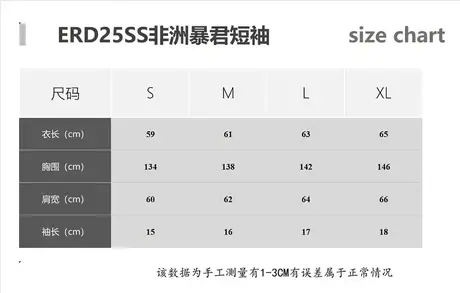 ERD25SS非洲暴君短袖 size chart
尺码 S M L XL
衣长（cm） 59 61 63 65
胸围（cm） 134 138 142 146
肩宽（cm） 60 62 64 66
袖长（cm） 15 16 17 18
该数据为手工测量有1-3CM有误差属于正常情况